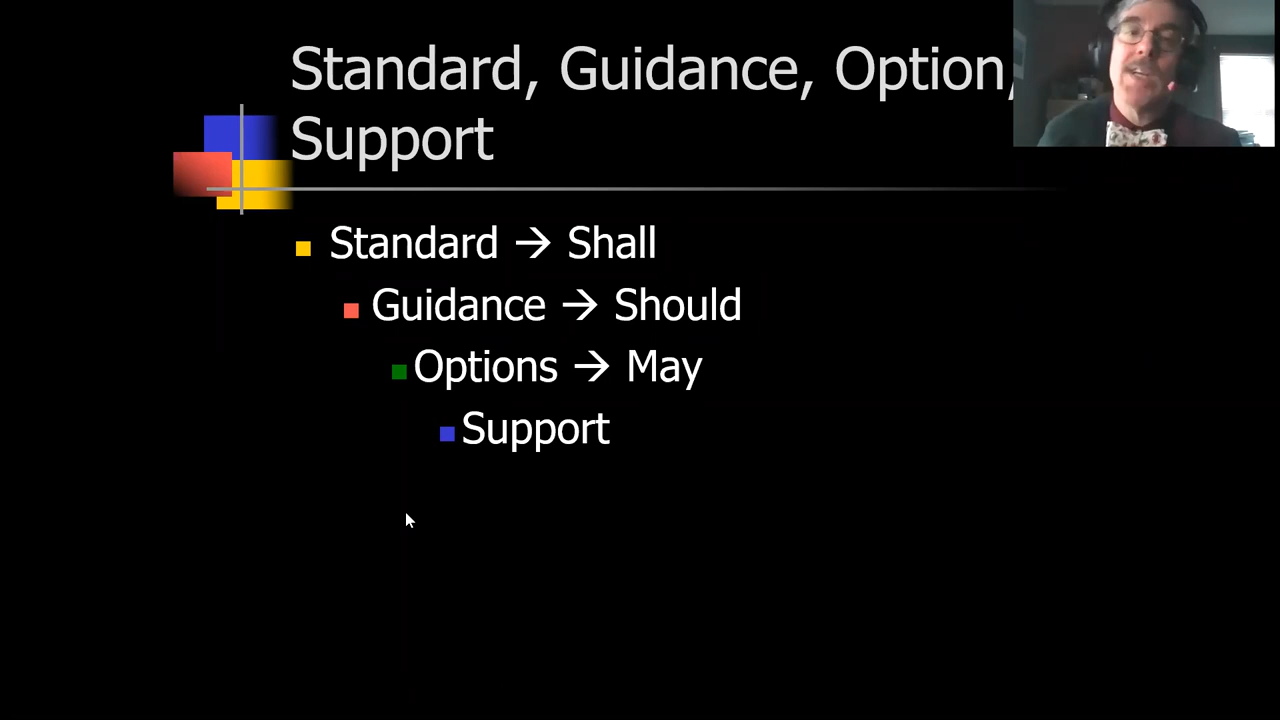 Standard, Guidance, Option,
Support
Standard → Shall
Guidance → Should
Options → May
Support